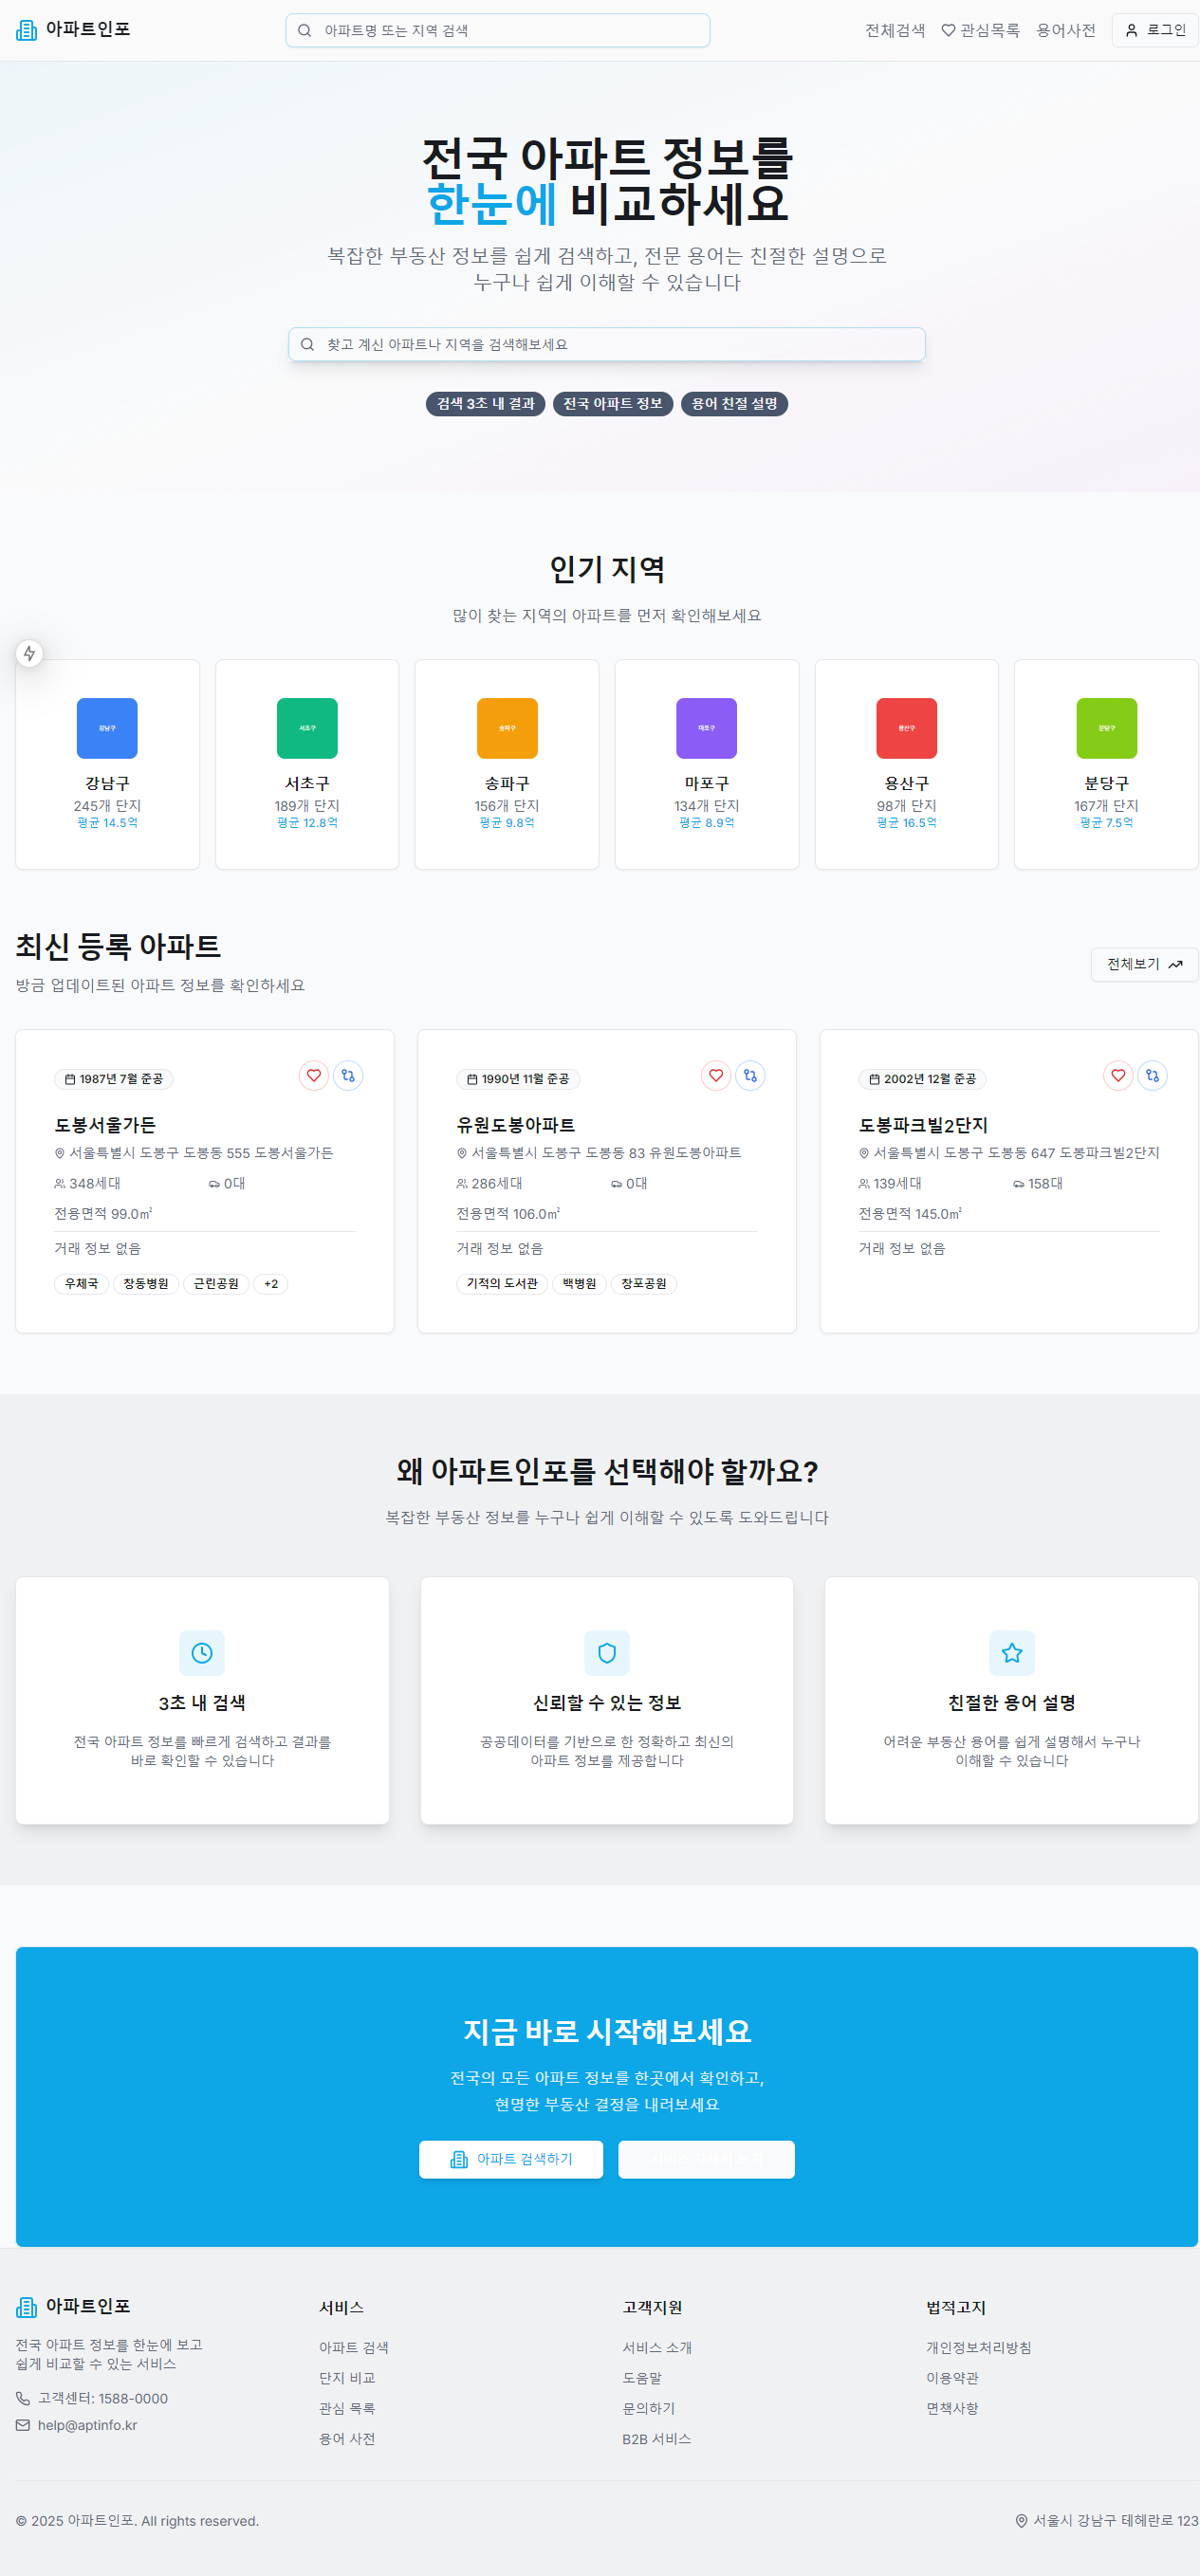 아파트인포
아파트명 또는 지역 검색
전체검색
관심목록
용어사전
로그인
전국 아파트 정보를
한눈에 비교하세요
복잡한 부동산 정보를 쉽게 검색하고, 전문 용어는 친절한 설명으로
누구나 쉽게 이해할 수 있습니다
찾고 계신 아파트나 지역을 검색해보세요
검색 3초 내 결과
전국 아파트 정보
용어 친절 설명
인기 지역
많이 찾는 지역의 아파트를 먼저 확인해보세요
강남구
서초구
송파구
마포구
용산구
분당구
강남구
서초구
송파구
마포구
용산구
분당구
245개 단지
189개 단지
156개 단지
134개 단지
98개 단지
167개 단지
평균 14.5억
평균 12.8억
평균 9.8억
평균 8.9억
평균 16.5억
평균 7.5억
최신 등록 아파트
방금 업데이트된 아파트 정보를 확인하세요
전체보기
1987년 7월 준공
도봉서울가든
서울특별시 도봉구 도봉동 555 도봉서울가든
348세대
0대
전용면적 99.0㎡
거래 정보 없음
우체국
창동병원
근린공원
+2
1990년 11월 준공
유원도봉아파트
서울특별시 도봉구 도봉동 83 유원도봉아파트
286세대
0대
전용면적 106.0㎡
거래 정보 없음
기적의 도서관
백병원
창포공원
2002년 12월 준공
도봉파크빌2단지
서울특별시 도봉구 도봉동 647 도봉파크빌2단지
139세대
158대
전용면적 145.0㎡
거래 정보 없음
왜 아파트인포를 선택해야 할까요?
복잡한 부동산 정보를 누구나 쉽게 이해할 수 있도록 도와드립니다
3초 내 검색
전국 아파트 정보를 빠르게 검색하고 결과를
바로 확인할 수 있습니다
신뢰할 수 있는 정보
공공데이터를 기반으로 한 정확하고 최신의
아파트 정보를 제공합니다
친절한 용어 설명
어려운 부동산 용어를 쉽게 설명해서 누구나
이해할 수 있습니다
지금 바로 시작해보세요
전국의 모든 아파트 정보를 한곳에서 확인하고,
현명한 부동산 결정을 내려보세요
아파트 검색하기
아파트인포
전국 아파트 정보를 한눈에 보고
쉽게 비교할 수 있는 서비스
고객센터: 1588-0000
help@aptinfo.kr
서비스
아파트 검색
단지 비교
관심 목록
용어 사전
고객지원
서비스 소개
도움말
문의하기
B2B 서비스
법적고지
개인정보처리방침
이용약관
면책사항
© 2025 아파트인포. All rights reserved.
서울시 강남구 테헤란로 123